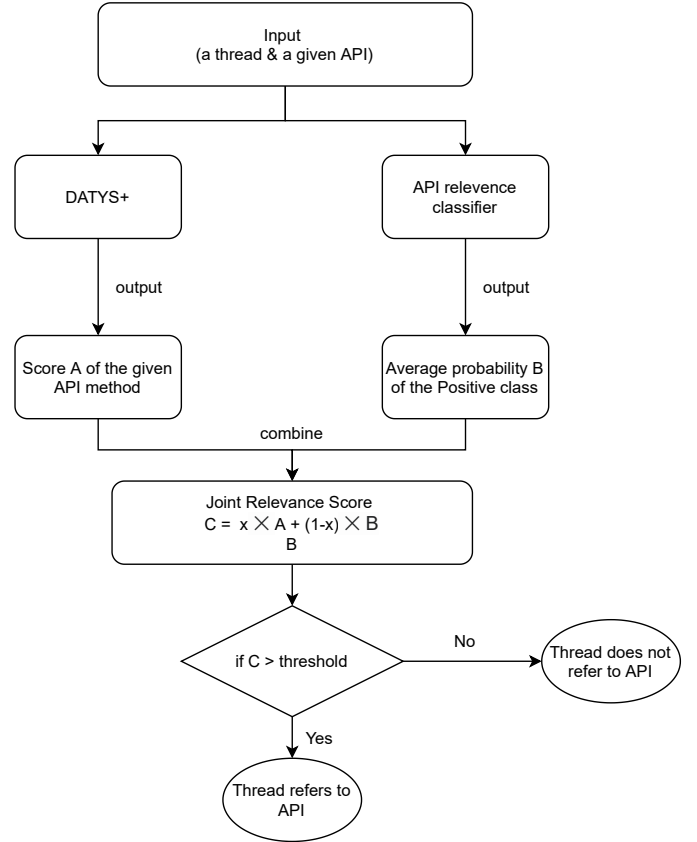 Input
(a thread & a given API)
DATYS+
API relevence
classifier
output
output
Score A of the given
API method
Average probability B
of the Positive class
combine
Joint Relevance Score
C = x × A + (1-x) × B
B
if C > threshold
No
Thread does not
refer to API
Yes
Thread refers to
API